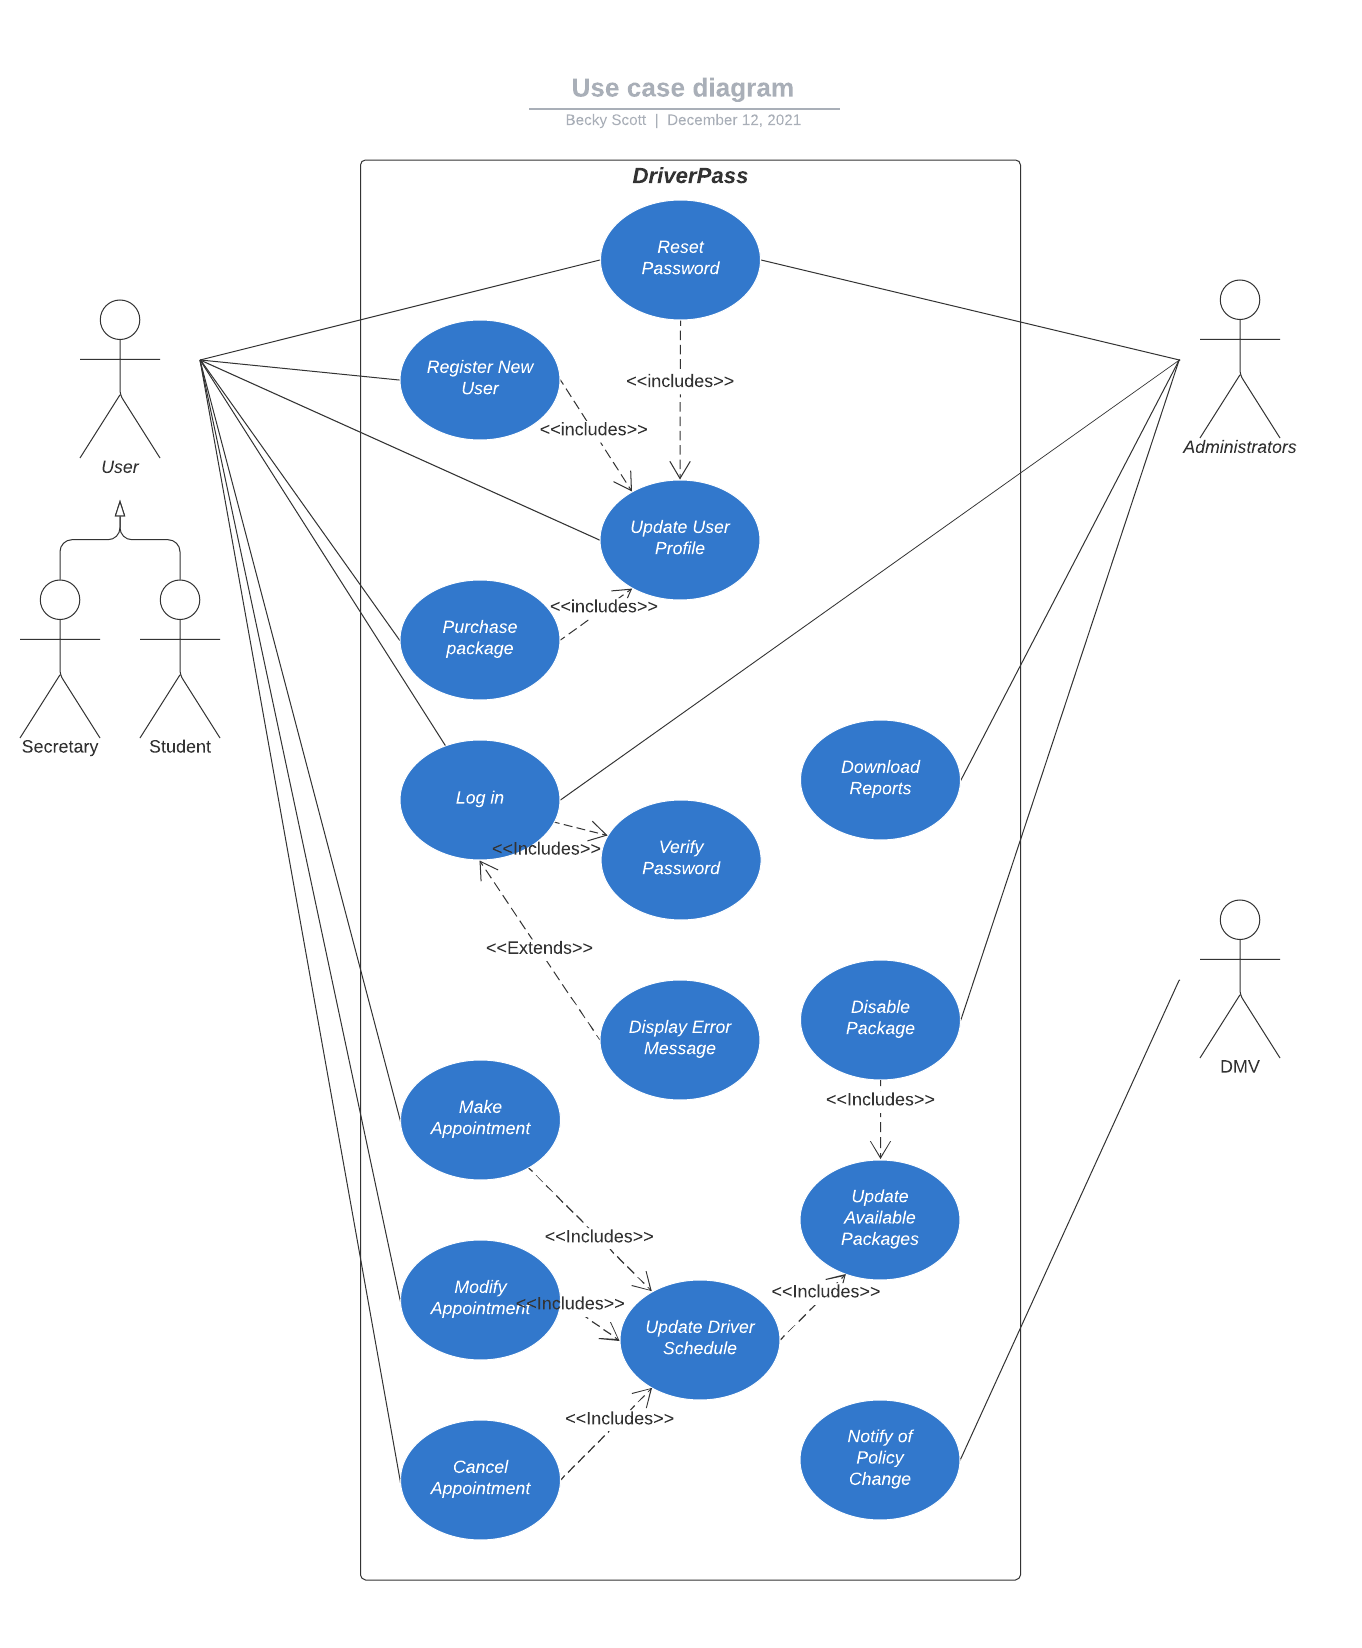 Use case diagram
Becky Scott | December 12, 2021
DriverPass
Reset
Password
Register New
User
<<includes>>
<<includes>>
User
Administrators
Update User
Profile
<<includes>>
Purchase
package
Secretary
Student
Log in
Download
Reports
<<Includes>>
Verify
Password
<<Extends>>
Display Error
Message
Disable
Package
DMV
<<Includes>>
Make
Appointment
Update
Available
Packages
<<Includes>>
Modify
Appointment
<<Includes>>
<<Includes>>
Update Driver
Schedule
<<Includes>>
Cancel
Appointment
Notify of
Policy
Change